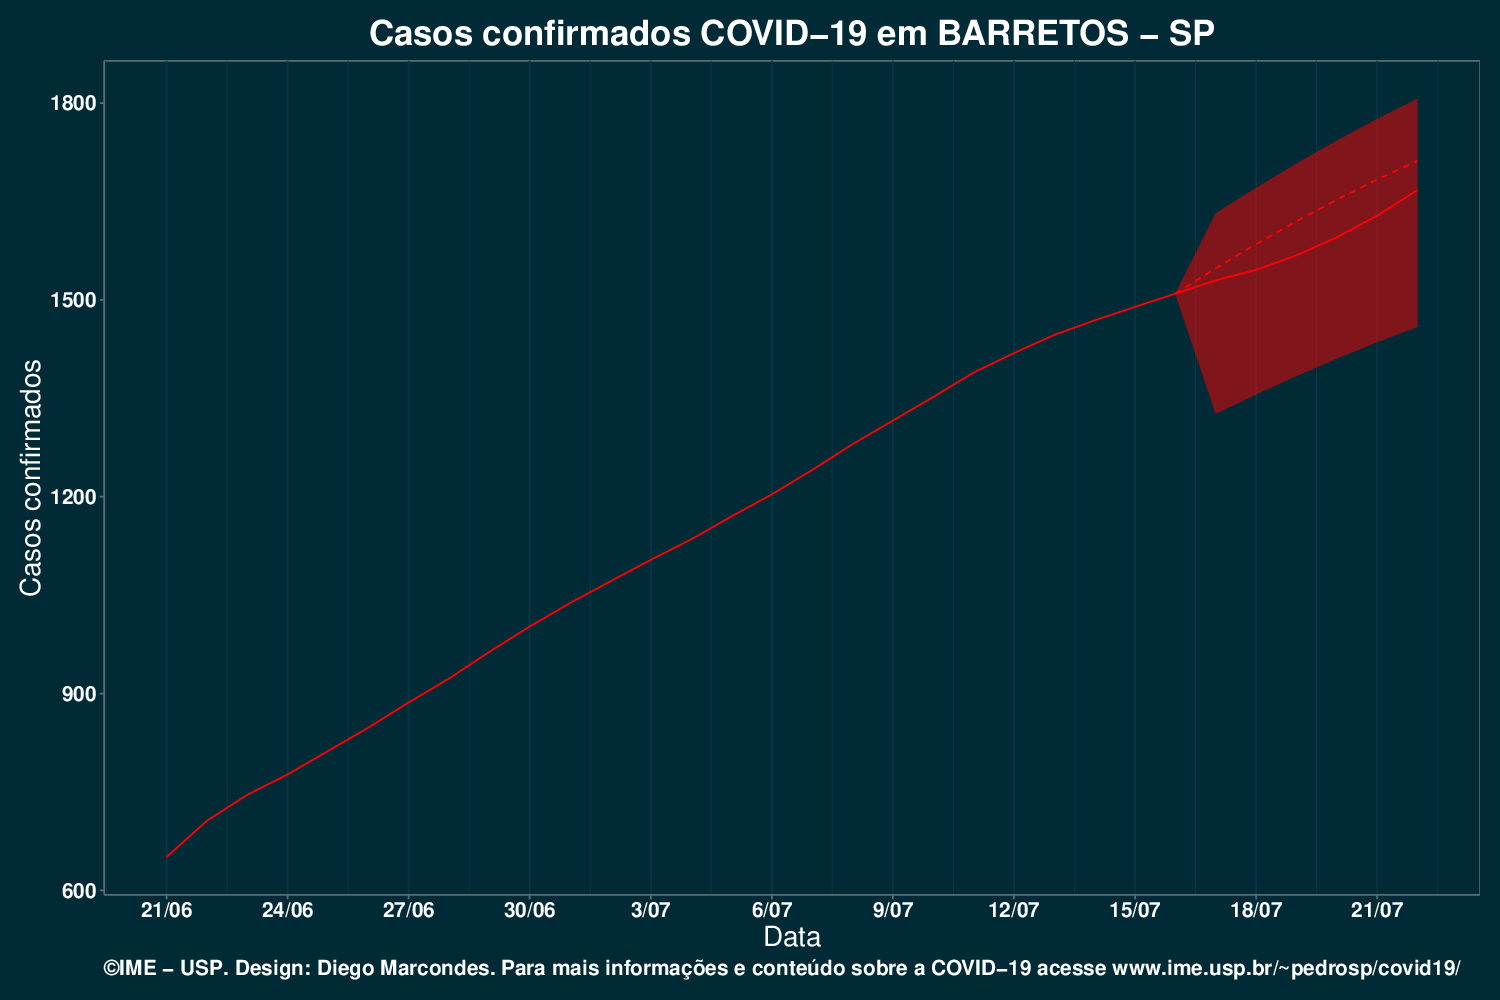 Casos confirmados COVID−19 em BARRETOS − SP
Casos confirmados
1800
1500
1200
900
600
21/06 24/06 27/06 30/06 3/07 6/07 9/07 12/07 15/07 18/07 21/07
Data
©IME − USP. Design: Diego Marcondes. Para mais informações e conteúdo sobre a COVID−19 acesse www.ime.usp.br/~pedrosp/covid19/